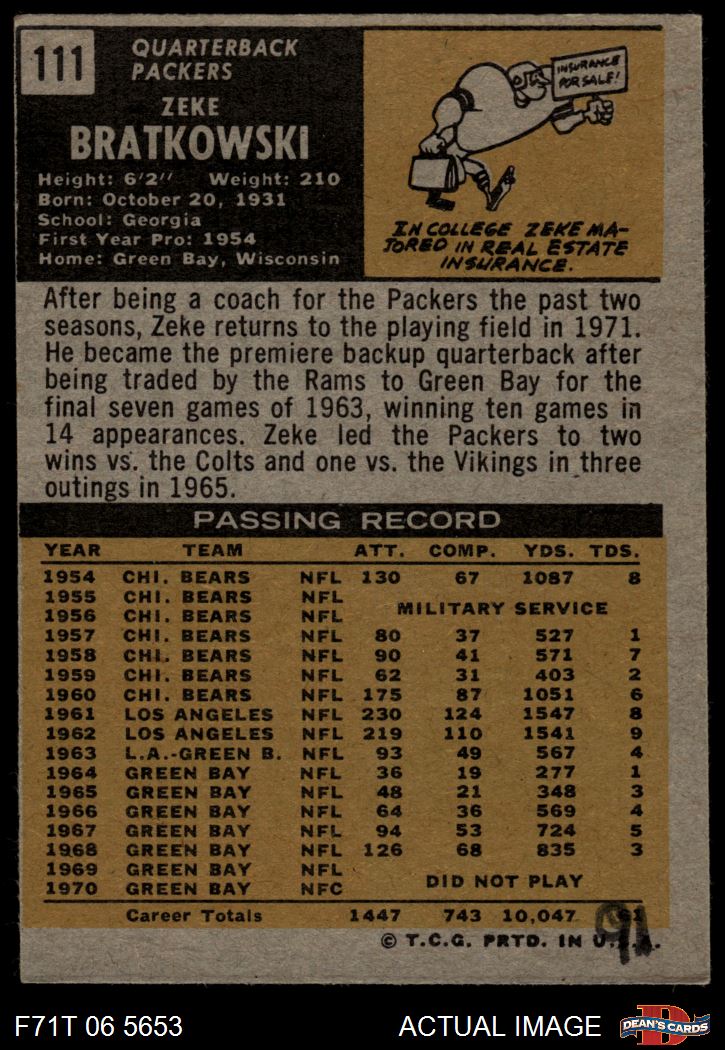 111
QUARTERBACK
PACKERS
ZEKE
BRATKOWSKI
Height: 6'2" Weight: 210
Born: October 20, 1931
School: Georgia
First Year Pro: 1954
Home: Green Bay, Wisconsin
INSURANCE
FOR SALE!
IN COLLEGE ZEKE MA-
JORED IN REAL ESTATE
INSURANCE.
After being a coach for the Packers the past two
seasons, Zeke returns to the playing field in 1971.
He became the premiere backup quarterback after
being traded by the Rams to Green Bay for the
final seven games of 1963, winning ten games in
14 appearances. Zeke led the Packers to two
wins vs. the Colts and one vs. the Vikings in three
outings in 1965.
PASSING RECORD
YEAR TEAM ATT. COMP. YDS. TDS.
1954 CHI. BEARS NFL 130 67 1087 8
1955 CHI. BEARS NFL
1956 CHI. BEARS NFL MILITARY SERVICE
1957 CHI. BEARS NFL 80 37 527 1
1958 CHI. BEARS NFL 90 41 571 7
1959 CHI. BEARS NFL 62 31 403 2
1960 CHI. BEARS NFL 175 87 1051 6
1961 LOS ANGELES NFL 230 124 1547 8
1962 LOS ANGELES NFL 219 110 1541 9
1963 L.A.-GREEN B. NFL 93 49 567 4
1964 GREEN BAY NFL 36 19 277 1
1965 GREEN BAY NFL 48 21 348 3
1966 GREEN BAY NFL 64 36 569 4
1967 GREEN BAY NFL 94 53 724 5
1968 GREEN BAY NFL 126 68 835 3
1969 GREEN BAY NFL
1970 GREEN BAY NFC DID NOT PLAY
Career Totals 1447 743 10,047
© T.C.G. PRTD. IN U.S.A.
F71T 06 5653 ACTUAL IMAGE DEAN'S CARDS